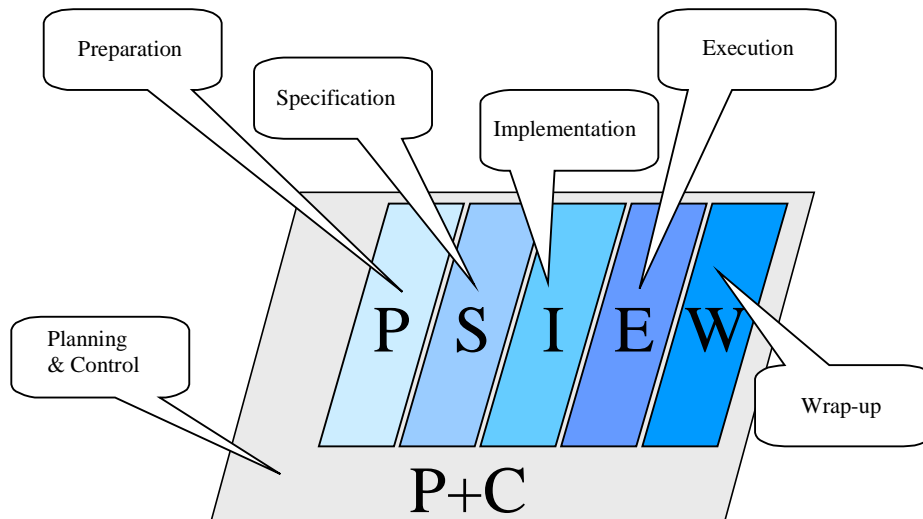 Preparation
Execution
Specification
Implementation
P S I E W
Planning
& Control
Wrap-up
P+C